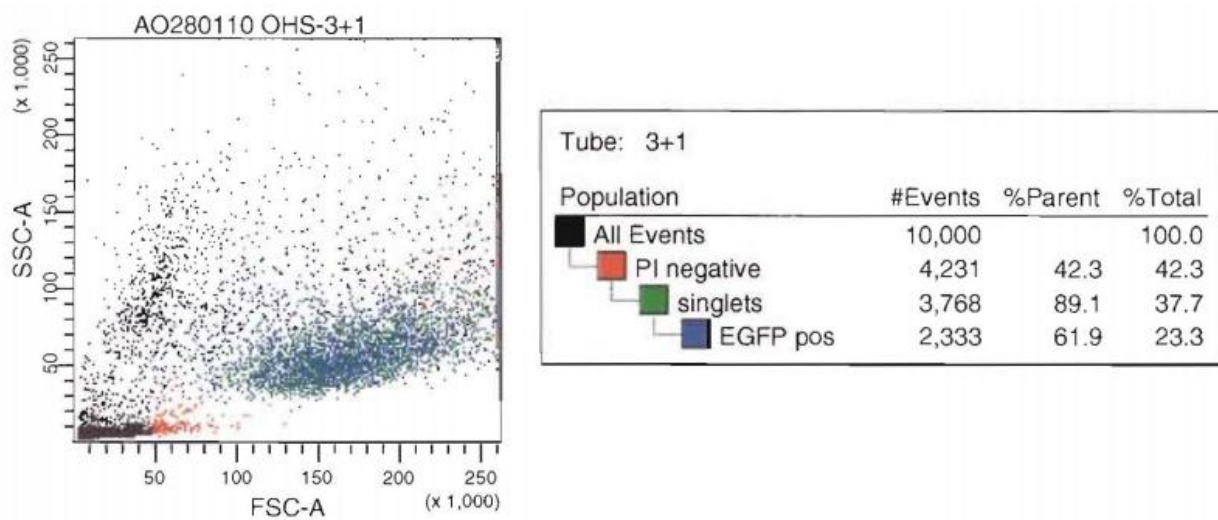 AO280110 OHS-3+1
(x 1,000)
SSC-A
250
200
150
100
50
50 100 150 200 250
FSC-A
(x 1,000)
Tube: 3+1
Population #Events %Parent %Total
All Events 10,000 100.0
PI negative 4,231 42.3 42.3
singlets 3,768 89.1 37.7
EGFP pos 2,333 61.9 23.3